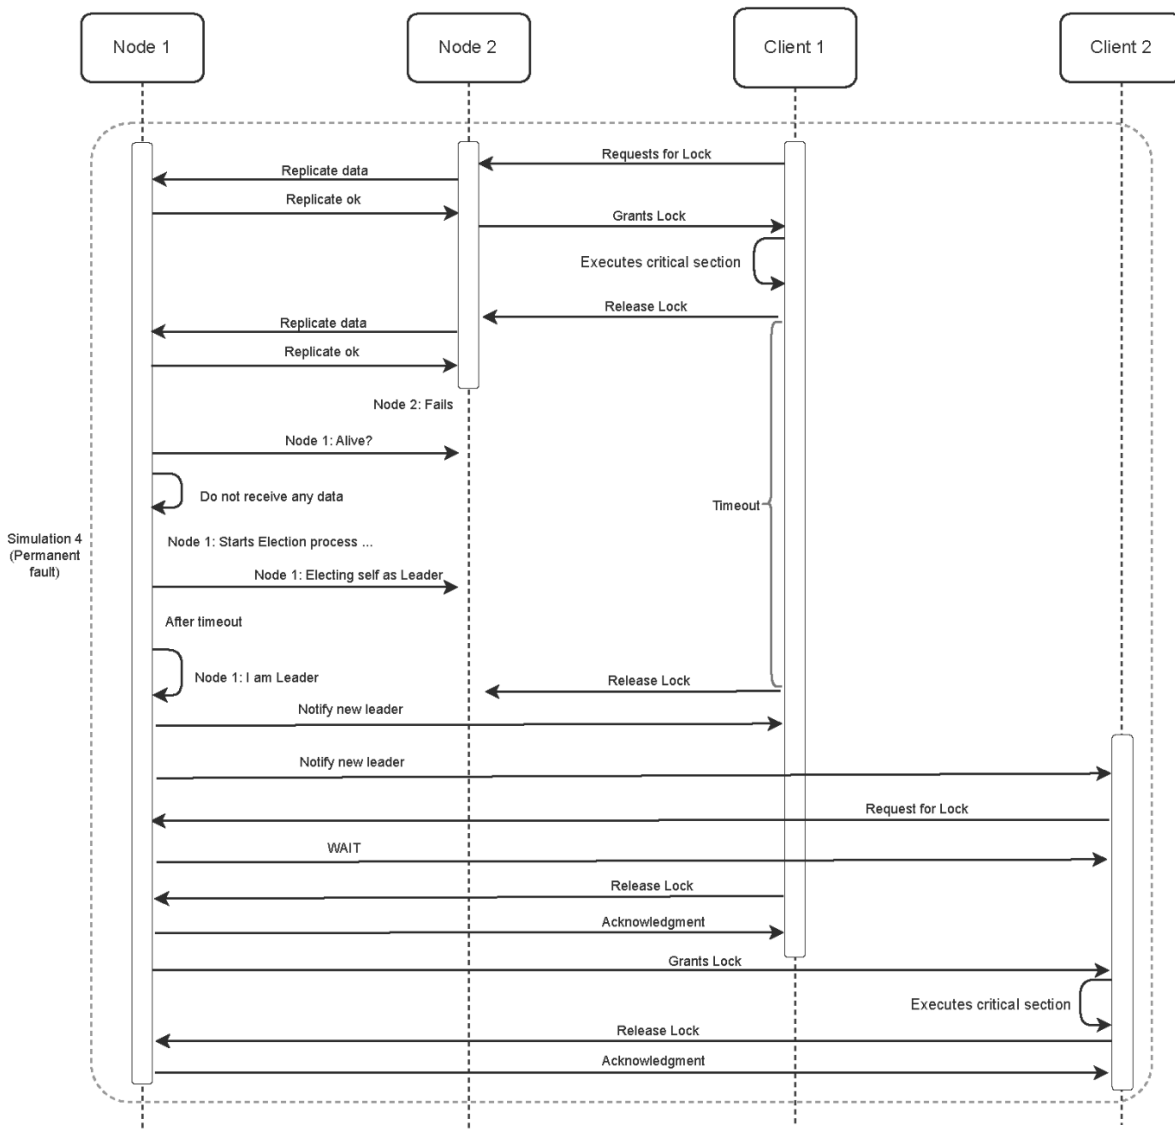 Node 1
Node 2
Client 1
Client 2
Requests for Lock
Replicate data
Replicate ok
Grants Lock
Executes critical section
Release Lock
Replicate data
Replicate ok
Node 2: Fails
Node 1: Alive?
Do not receive any data
Timeout
Simulation 4
(Permanent
fault)
Node 1: Starts Election process ...
Node 1: Electing self as Leader
After timeout
Node 1: I am Leader
Release Lock
Notify new leader
Notify new leader
Request for Lock
WAIT
Release Lock
Acknowledgment
Grants Lock
Executes critical section
Release Lock
Acknowledgment